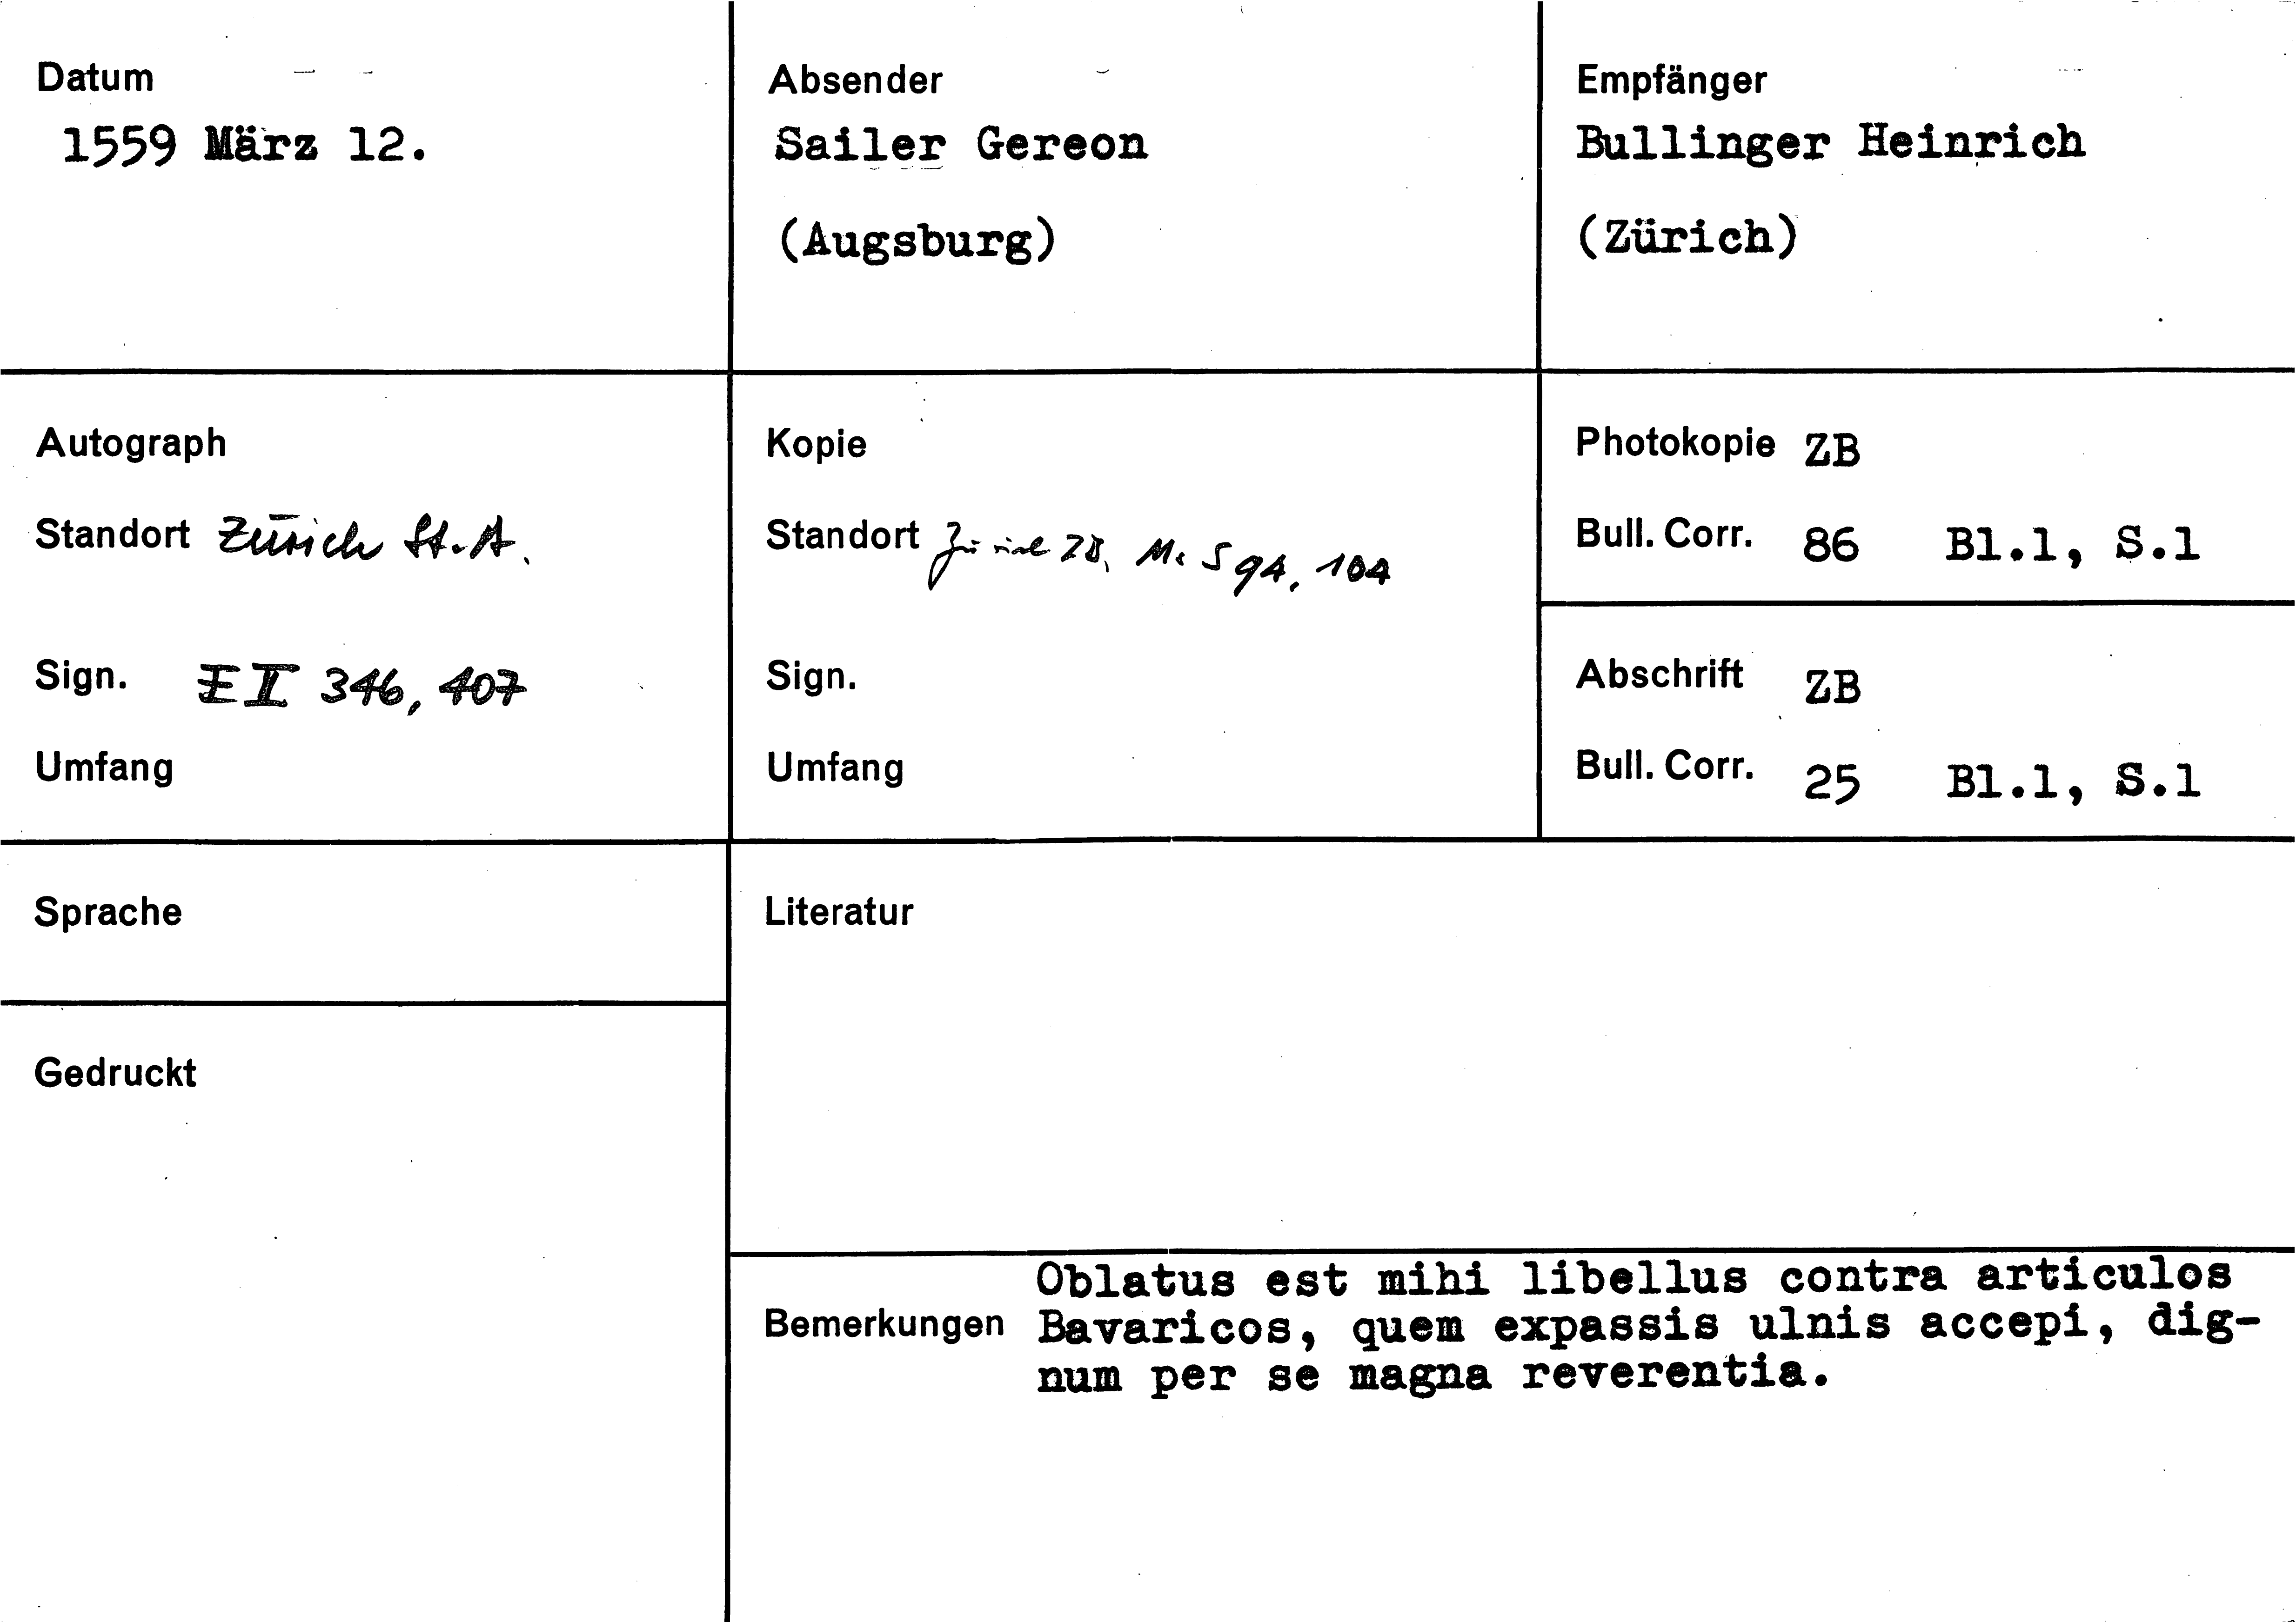 Datum
1559 März 12.
Absender
Sailer Gereon
(Augsburg)
Empfänger
Bullinger Heinrich
(Zürich)
Autograph
Standort Zürich St.A.
Sign. E II 346, 407
Umfang
Kopie
Standort Zürich ZB, Ms S 94, 104
Sign.
Umfang
Photokopie ZB
Bull. Corr. 86 Bl.1, S.1
Abschrift ZB
Bull. Corr. 25 Bl.1, S.1
Sprache
Gedruckt
Literatur
Bemerkungen
Oblatus est mihi libellus contra articulos
Bavaricos, quem expassis ulnis accepi, dig-
num per se magna reverentia.